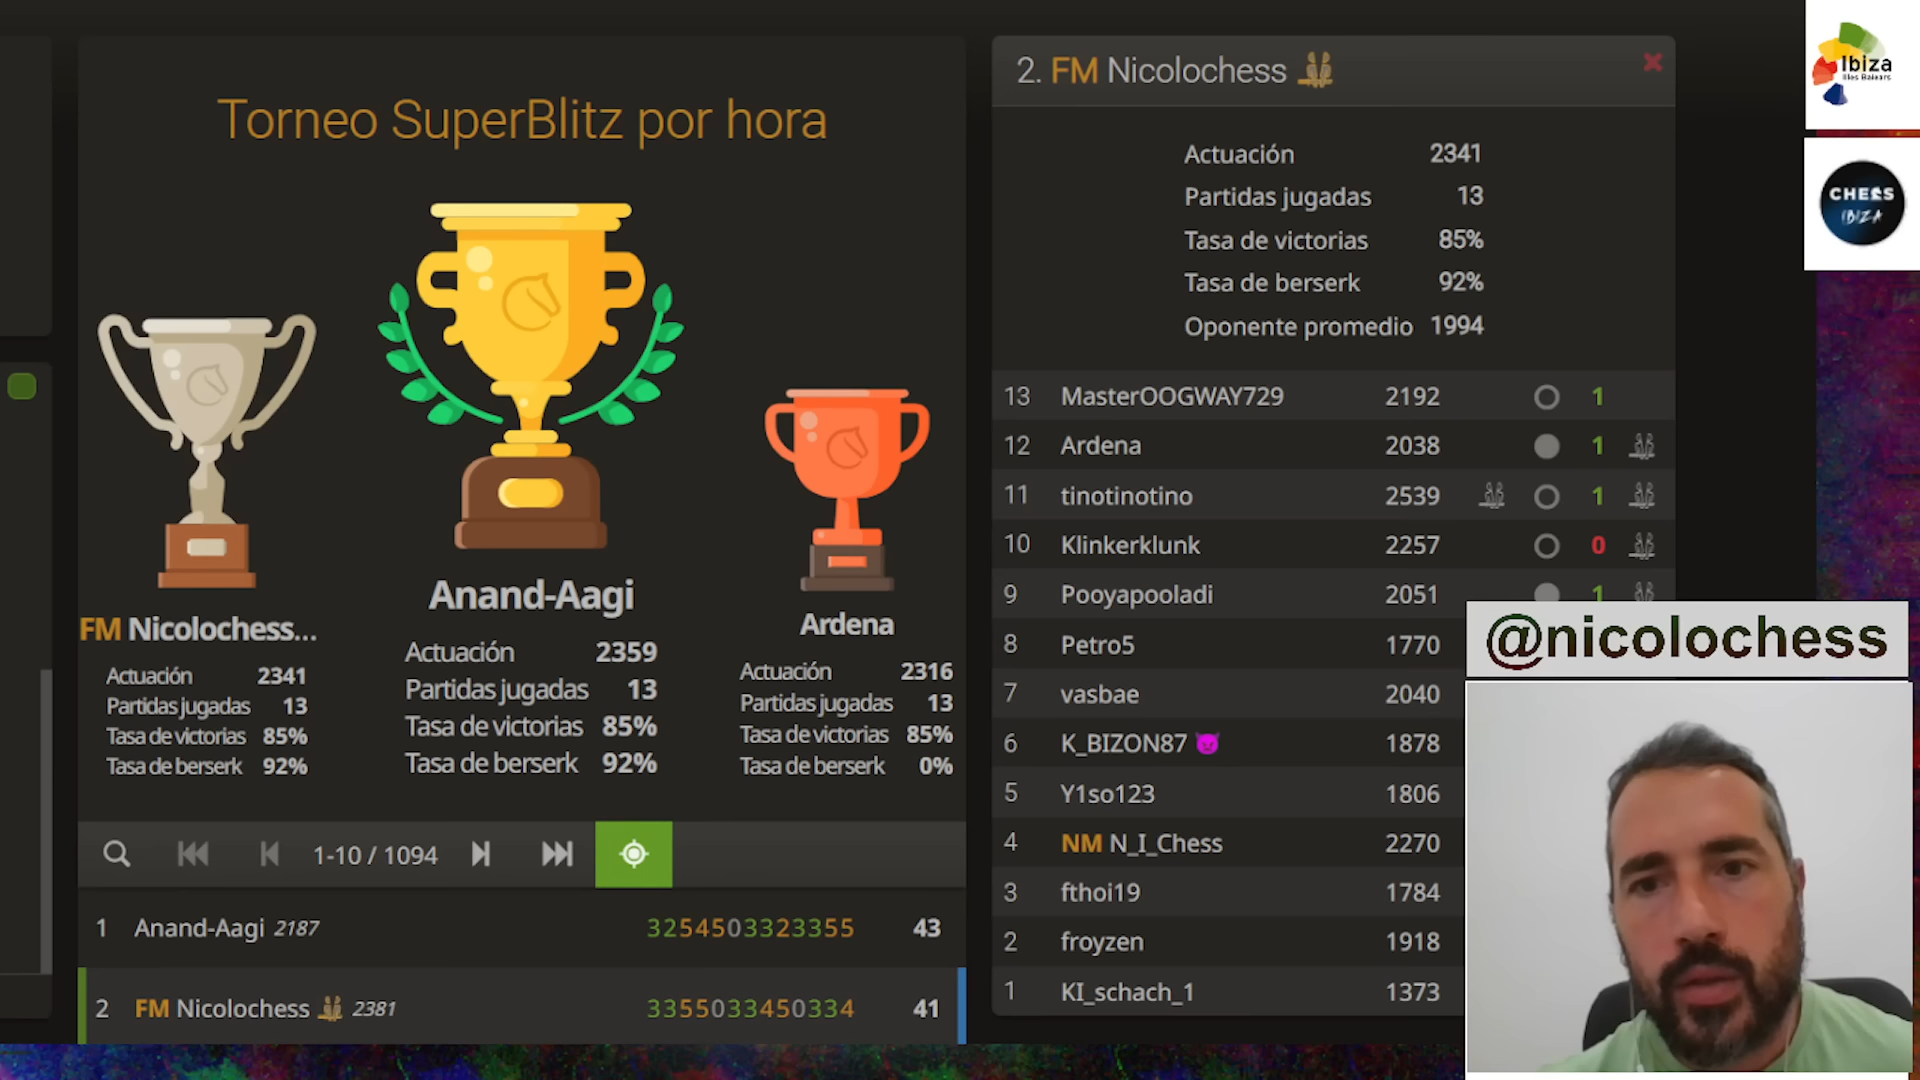 Torneo SuperBlitz por hora
FM Nicolochess...
Actuación 2341
Partidas jugadas 13
Tasa de victorias 85%
Tasa de berserk 92%
Anand-Aagi
Actuación 2359
Partidas jugadas 13
Tasa de victorias 85%
Tasa de berserk 92%
Ardena
Actuación 2316
Partidas jugadas 13
Tasa de victorias 85%
Tasa de berserk 0%
1-10 / 1094
1 Anand-Aagi 2187 3254503323355 43
2 FM Nicolochess 2381 3355033450334 41
2. FM Nicolochess
Actuación 2341
Partidas jugadas 13
Tasa de victorias 85%
Tasa de berserk 92%
Oponente promedio 1994
13 MasterOOGWAY729 2192 1
12 Ardena 2038 1
11 tinotinotino 2539 1
10 Klinkerklunk 2257 0
9 Pooyapooladi 2051 1
8 Petro5 1770
7 vasbae 2040
6 K_BIZON87 1878
5 Y1so123 1806
4 NM N_I_Chess 2270
3 fthoi19 1784
2 froyzen 1918
1 KI_schach_1 1373
Ibiza
Illes Balears
CHESS
IBIZA
@nicolochess